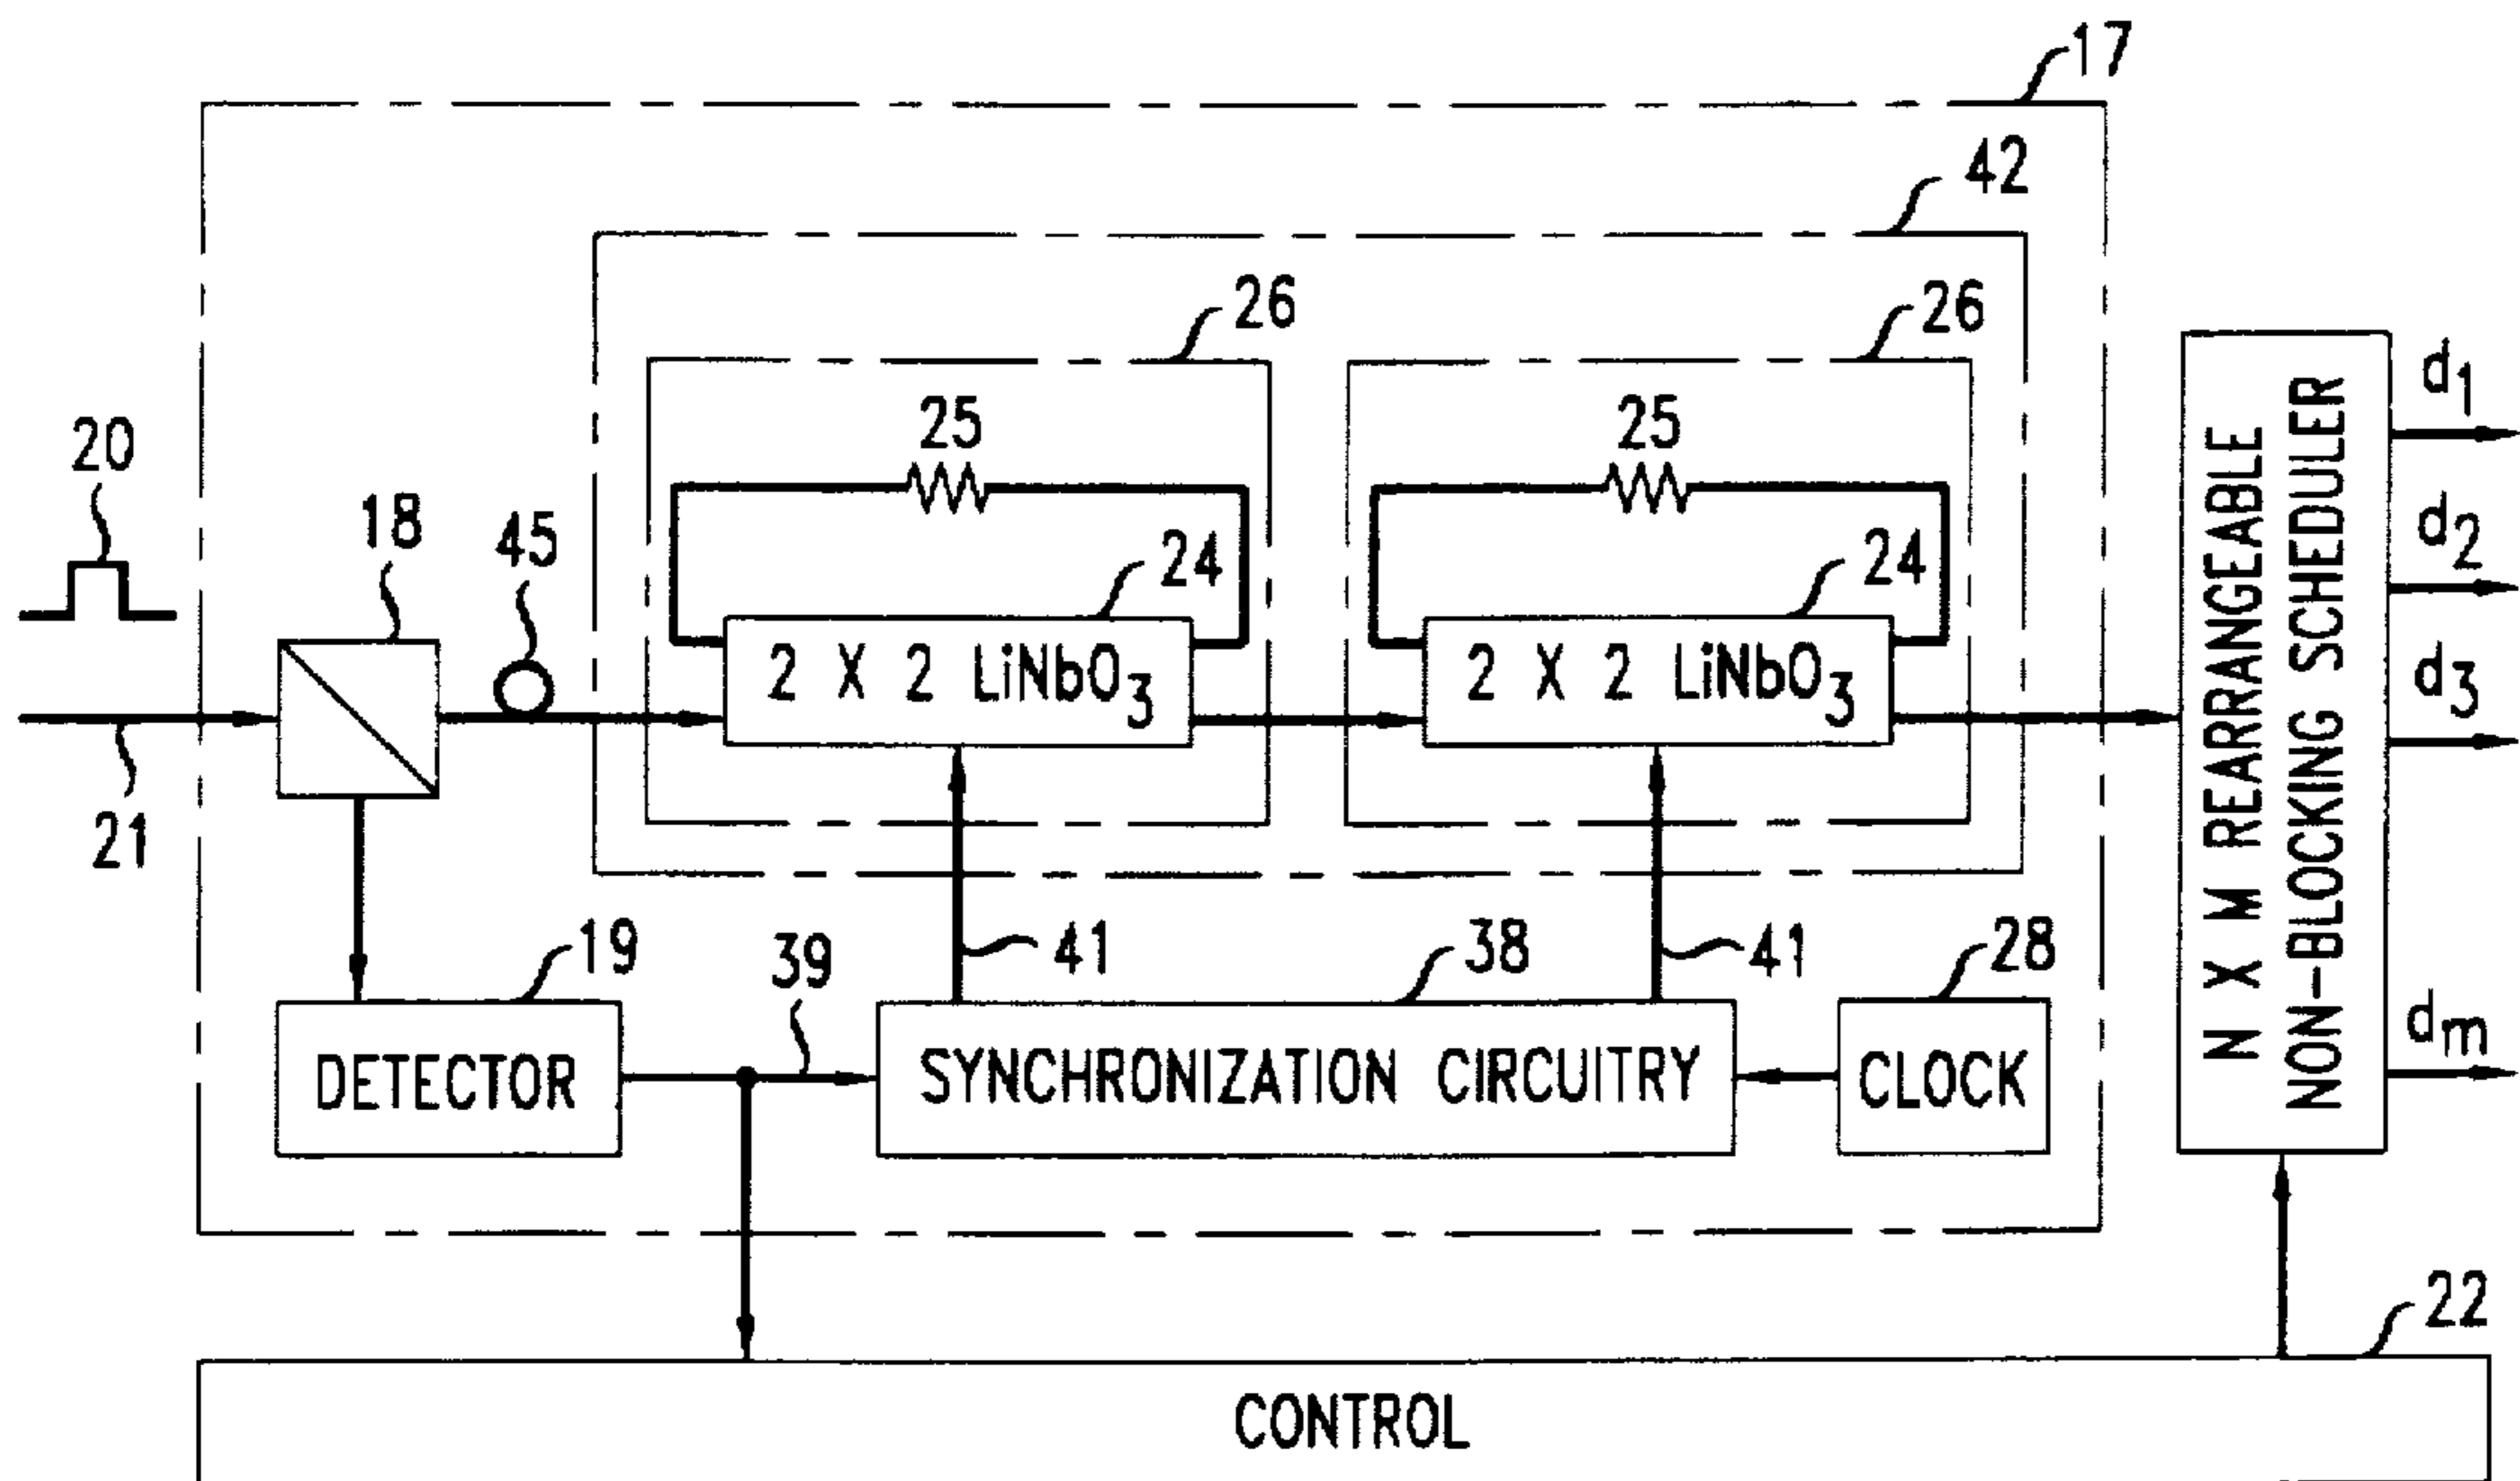 17
42
26
26
25
25
20
18
45
24
24
2 X 2 LiNbO3
2 X 2 LiNbO3
21
19
39
41
38
41
28
DETECTOR
SYNCHRONIZATION CIRCUITRY
CLOCK
N X M REARRANGEABLE
NON-BLOCKING SCHEDULER
d1
d2
d3
dm
22
CONTROL